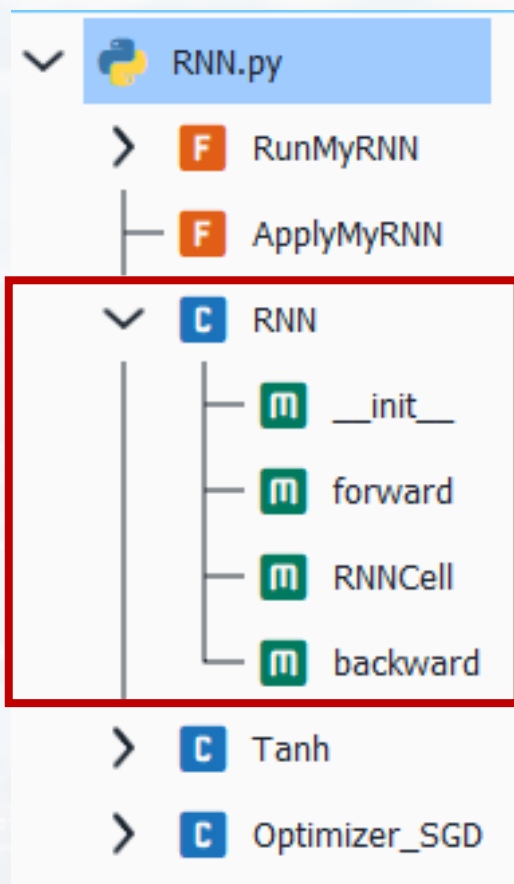 RNN.py
F RunMyRNN
F ApplyMyRNN
C RNN
m __init__
m forward
m RNNCell
m backward
C Tanh
C Optimizer_SGD